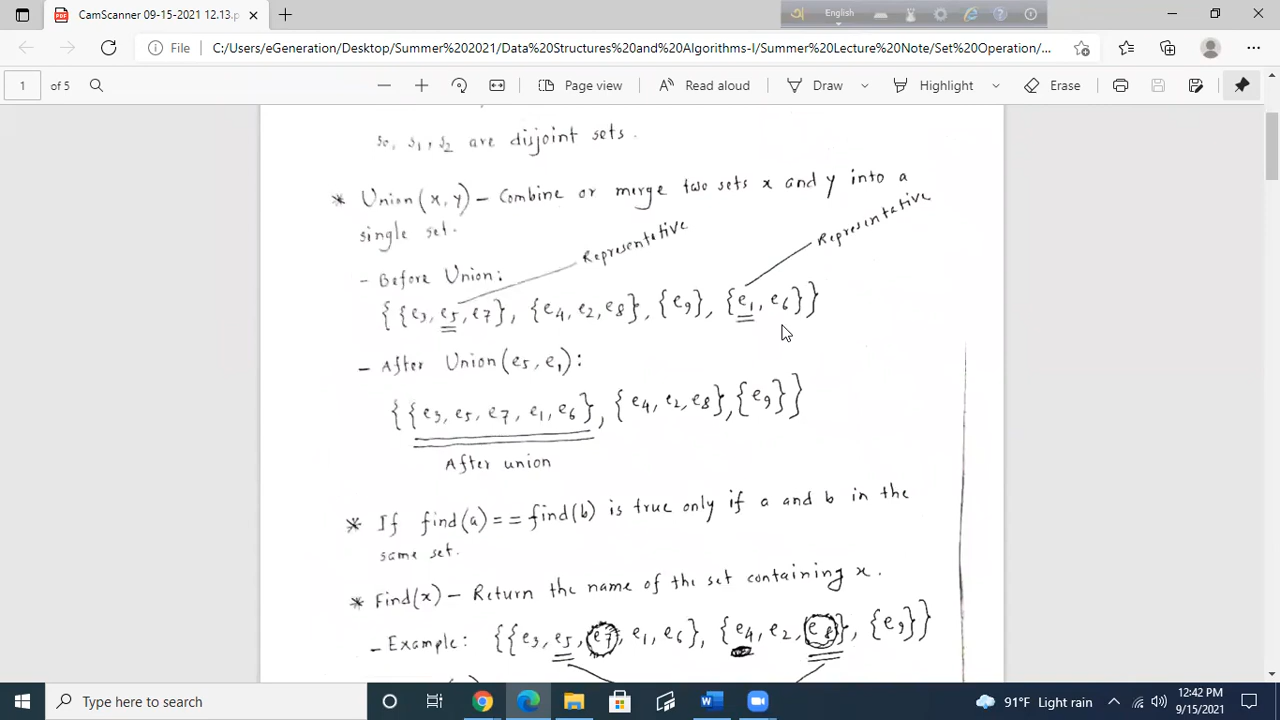 CamScanner 09-15-2021 12.13.p
English
File
C:/Users/eGeneration/Desktop/Summer%202021/Data%20Structures%20and%20Algorithms-I/Summer%20Lecture%20Note/Set%20Operation/...
1 of 5
Page view
Read aloud
Draw
Highlight
Erase
so, s1, s2 are disjoint sets.
* Union(x, y) - Combine or merge two sets x and y into a
single set.
Representative
Representative
- Before Union:
{{e3, e5, e7}, {e4, e2, e8}, {e9}, {e1, e6}}
- After Union(e5, e1):
{{e3, e5, e7, e1, e6}, {e4, e2, e8}, {e9}}
After union
* If find(a) == find(b) is true only if a and b in the
same set.
* Find(x) - Return the name of the set containing x.
- Example: {{e3, e5, e7, e1, e6}, {e4, e2, e8}, {e9}}
Type here to search
91°F Light rain
12:42 PM
9/15/2021